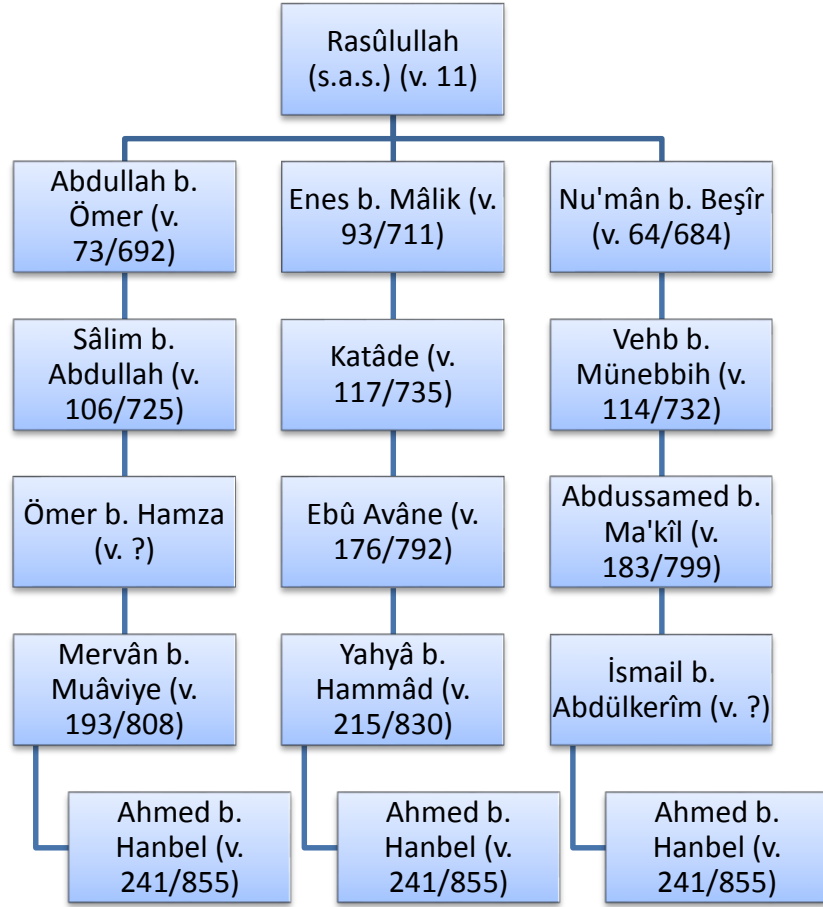 Rasûlullah
(s.a.s.) (v. 11)
Abdullah b.
Ömer (v.
73/692)
Enes b. Mâlik (v.
93/711)
Nu'mân b. Beşîr
(v. 64/684)
Sâlim b.
Abdullah (v.
106/725)
Katâde (v.
117/735)
Vehb b.
Münebbih (v.
114/732)
Ömer b. Hamza
(v. ?)
Ebû Avâne (v.
176/792)
Abdussamed b.
Ma'kîl (v.
183/799)
Mervân b.
Muâviye (v.
193/808)
Yahyâ b.
Hammâd (v.
215/830)
İsmail b.
Abdülkerîm (v. ?)
Ahmed b.
Hanbel (v.
241/855)
Ahmed b.
Hanbel (v.
241/855)
Ahmed b.
Hanbel (v.
241/855)